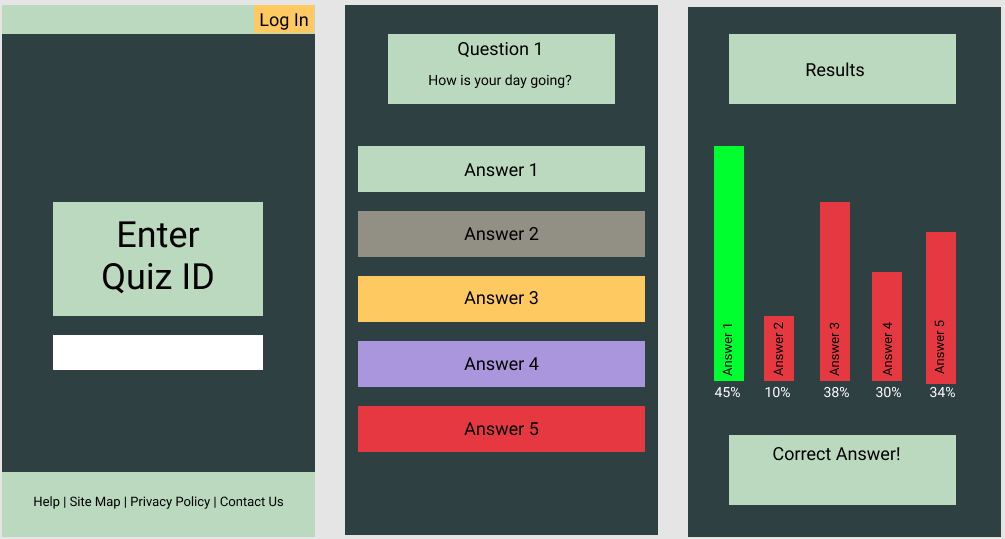 Log In
Enter
Quiz ID
Help | Site Map | Privacy Policy | Contact Us
Question 1
How is your day going?
Answer 1
Answer 2
Answer 3
Answer 4
Answer 5
Results
Answer 1
Answer 2
Answer 3
Answer 4
Answer 5
45%
10%
38%
30%
34%
Correct Answer!